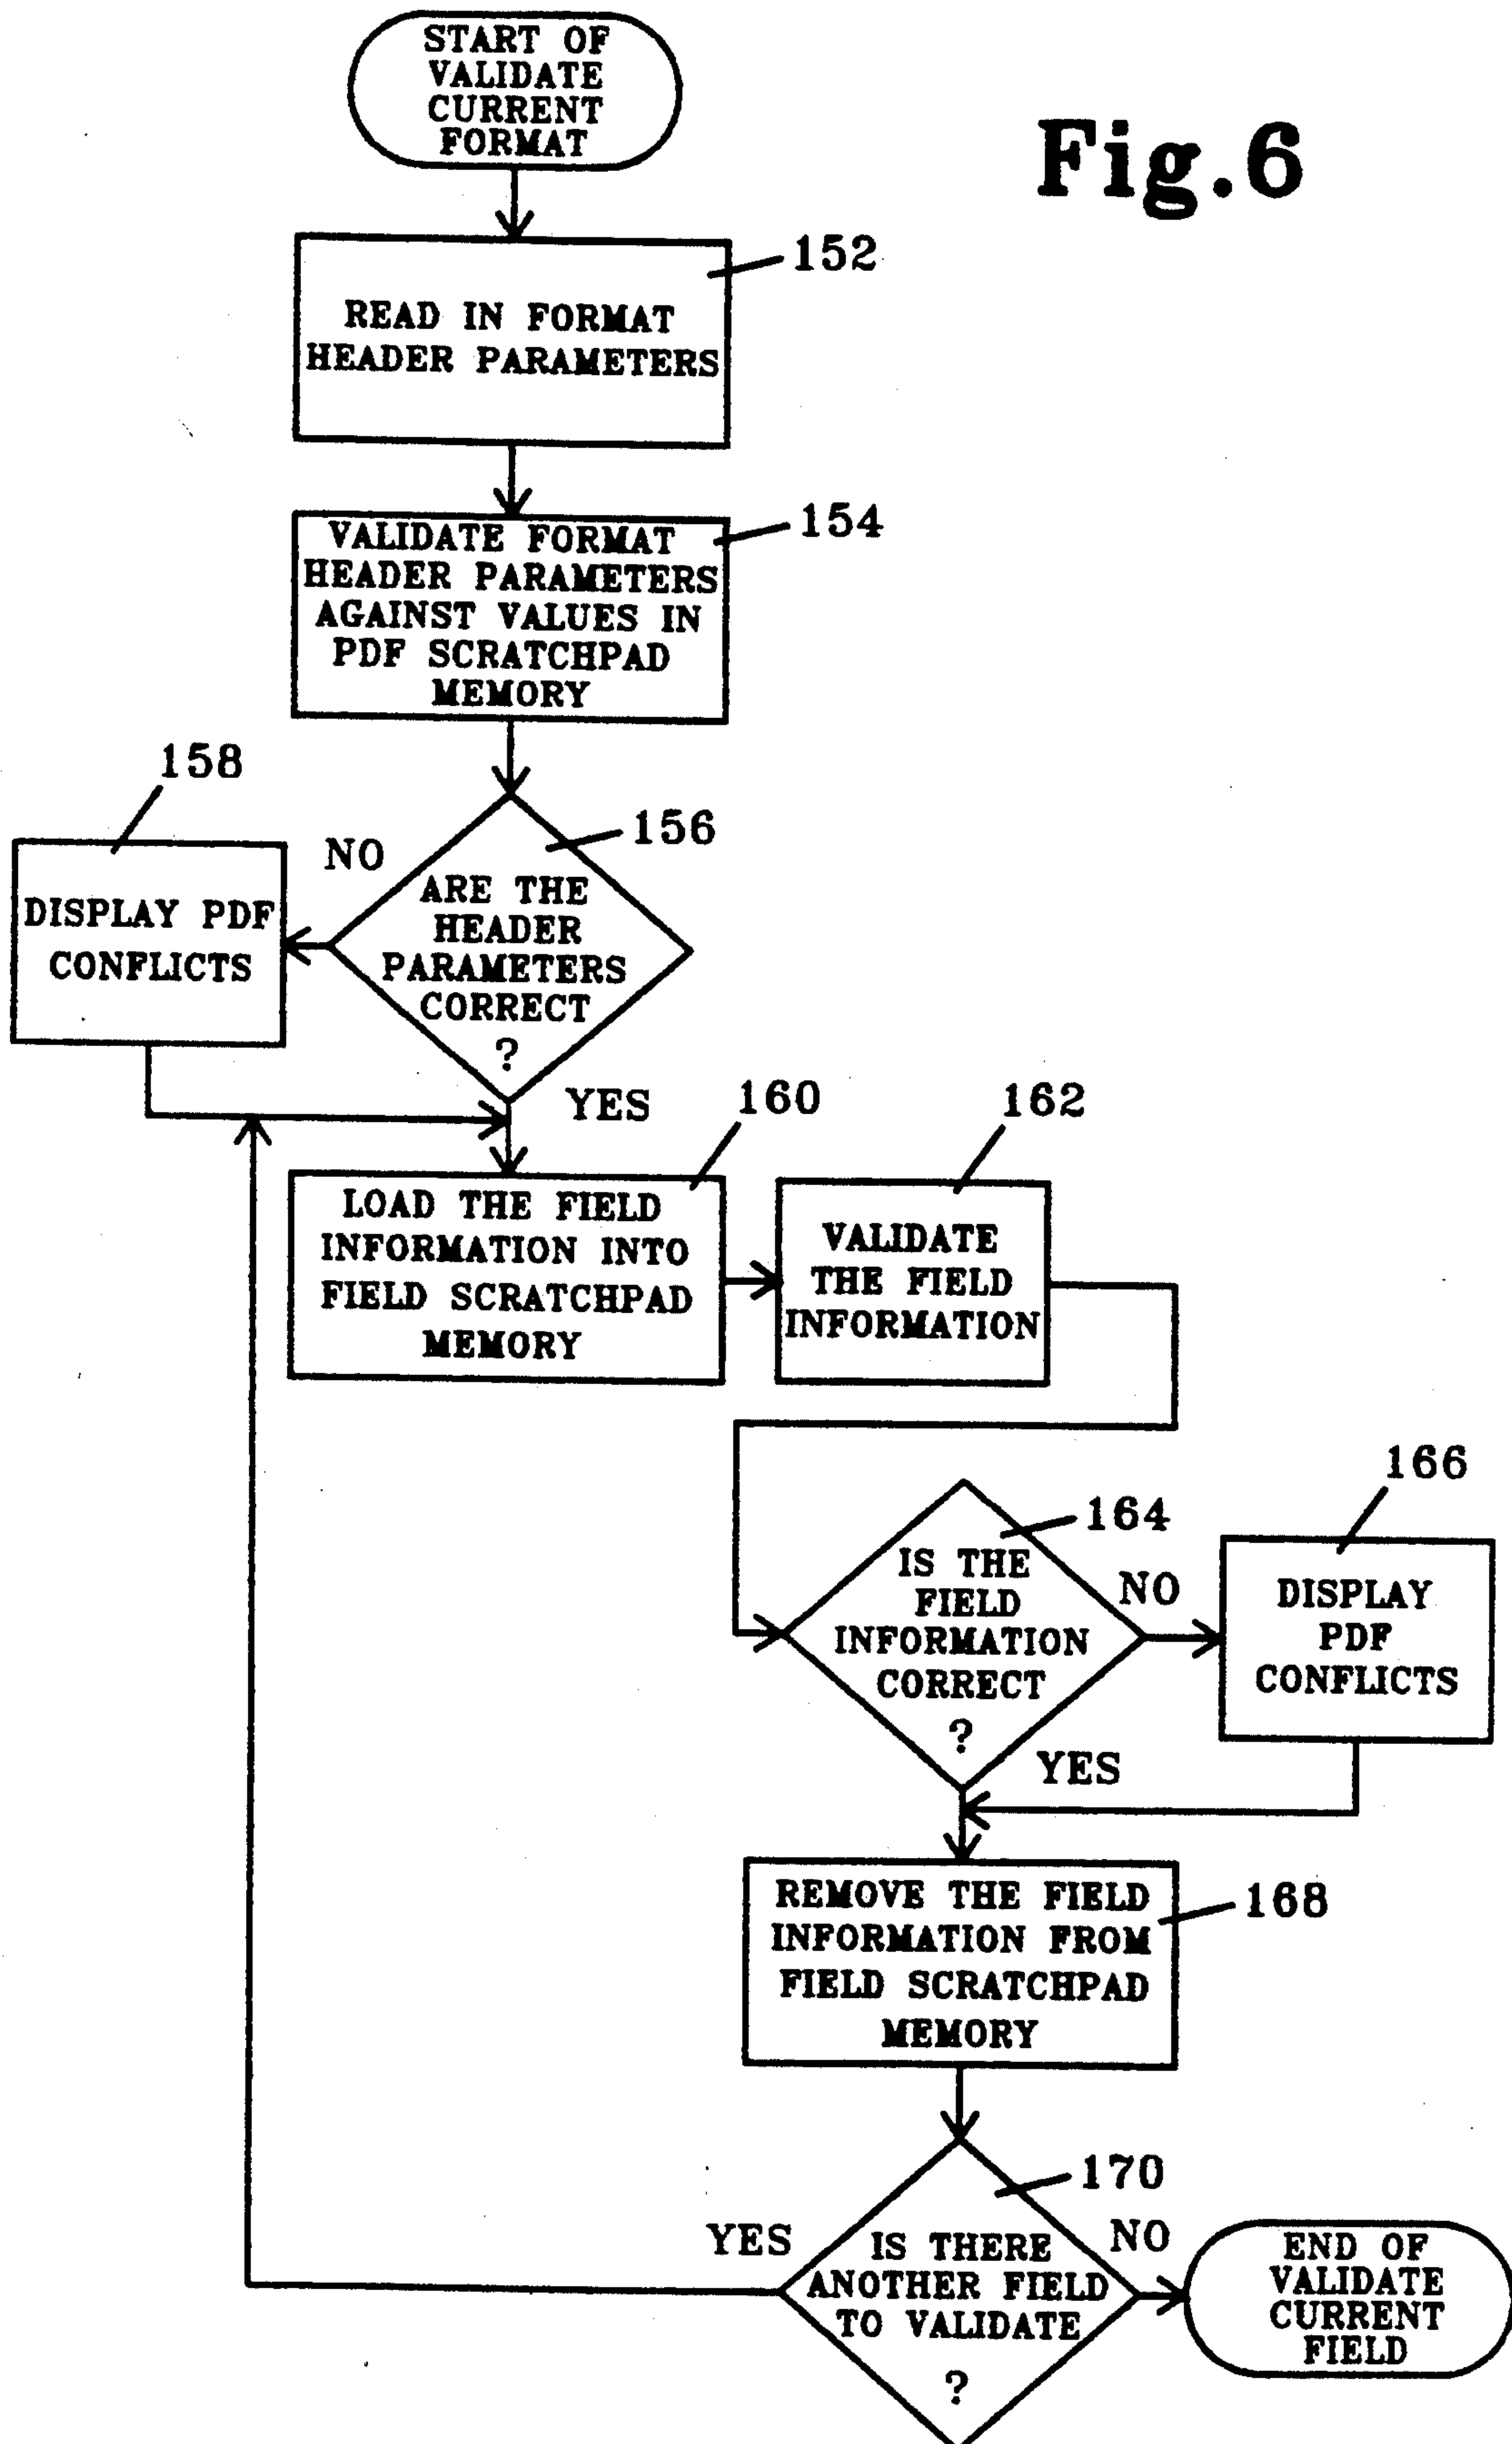 START OF
VALIDATE
CURRENT
FORMAT
Fig.6
152
READ IN FORMAT
HEADER PARAMETERS
154
VALIDATE FORMAT
HEADER PARAMETERS
AGAINST VALUES IN
PDF SCRATCHPAD
MEMORY
158
156
NO
ARE THE
HEADER
PARAMETERS
CORRECT
?
DISPLAY PDF
CONFLICTS
YES
160
162
LOAD THE FIELD
INFORMATION INTO
FIELD SCRATCHPAD
MEMORY
VALIDATE
THE FIELD
INFORMATION
164
166
IS THE
FIELD
INFORMATION
CORRECT
?
NO
DISPLAY
PDF
CONFLICTS
YES
REMOVE THE FIELD
INFORMATION FROM
FIELD SCRATCHPAD
MEMORY
168
170
YES
IS THERE
ANOTHER FIELD
TO VALIDATE
?
NO
END OF
VALIDATE
CURRENT
FIELD